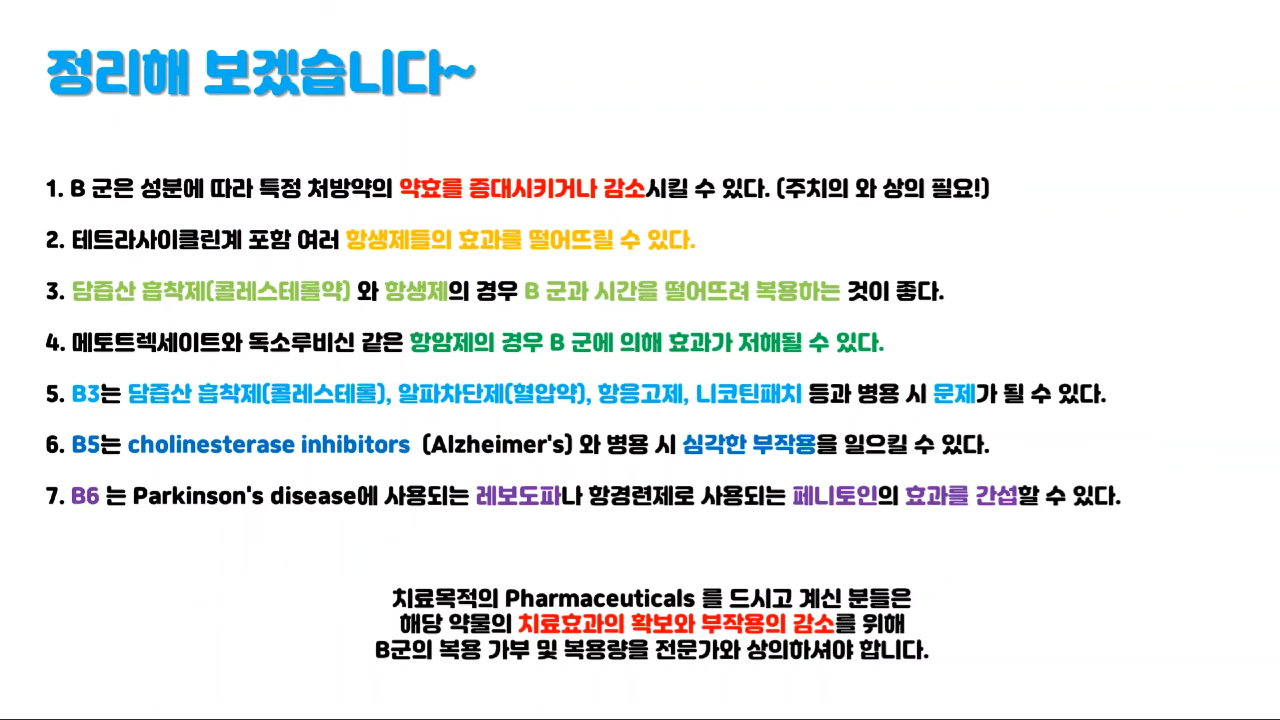 정리해 보겠습니다~
1. B 군은 성분에 따라 특정 처방약의 약효를 증대시키거나 감소시킬 수 있다. (주치의 와 상의 필요!)
2. 테트라사이클린계 포함 여러 항생제들의 효과를 떨어뜨릴 수 있다.
3. 담즙산 흡착제(콜레스테롤약) 와 항생제의 경우 B 군과 시간을 떨어뜨려 복용하는 것이 좋다.
4. 메토트렉세이트와 독소루비신 같은 항암제의 경우 B 군에 의해 효과가 저해될 수 있다.
5. B3는 담즙산 흡착제(콜레스테롤), 알파차단제(혈압약), 항응고제, 니코틴패치 등과 병용 시 문제가 될 수 있다.
6. B5는 cholinesterase inhibitors (Alzheimer's) 와 병용 시 심각한 부작용을 일으킬 수 있다.
7. B6 는 Parkinson's disease에 사용되는 레보도파나 항경련제로 사용되는 페니토인의 효과를 간섭할 수 있다.
치료목적의 Pharmaceuticals 를 드시고 계신 분들은
해당 약물의 치료효과의 확보와 부작용의 감소를 위해
B군의 복용 가부 및 복용량을 전문가와 상의하셔야 합니다.